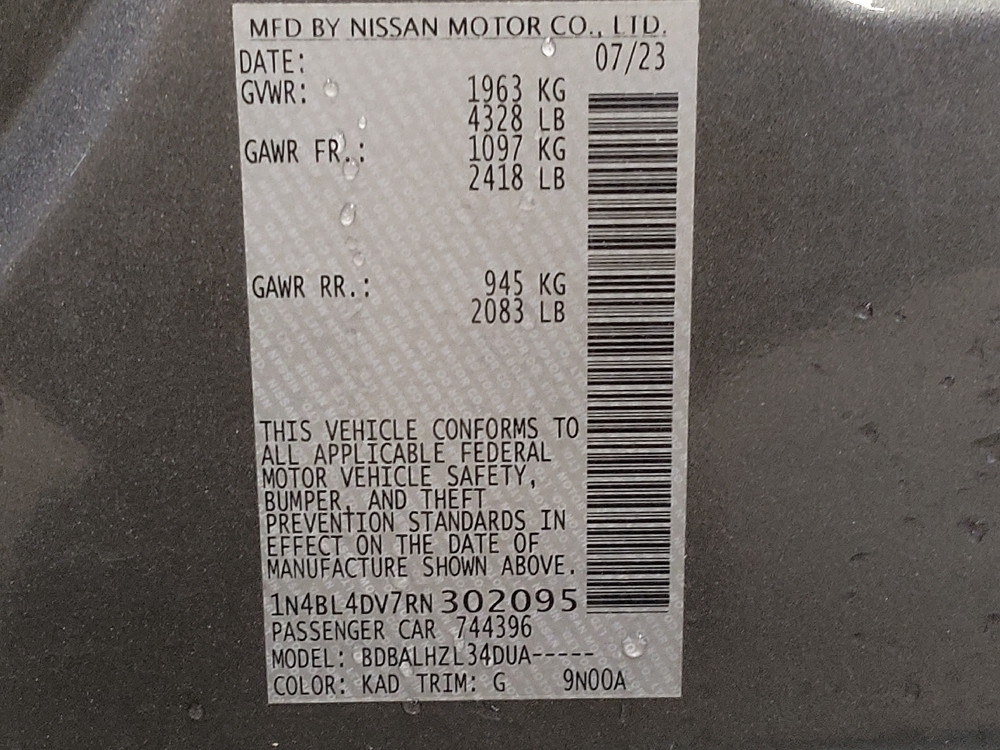 MFD BY NISSAN MOTOR CO., LTD.
DATE: 07/23
GVWR: 1963 KG
4328 LB
GAWR FR.: 1097 KG
2418 LB
GAWR RR.: 945 KG
2083 LB
THIS VEHICLE CONFORMS TO
ALL APPLICABLE FEDERAL
MOTOR VEHICLE SAFETY,
BUMPER, AND THEFT
PREVENTION STANDARDS IN
EFFECT ON THE DATE OF
MANUFACTURE SHOWN ABOVE.
1N4BL4DV7RN302095
PASSENGER CAR 744396
MODEL: BDBALHZL34DUA-----
COLOR: KAD TRIM: G 9N00A